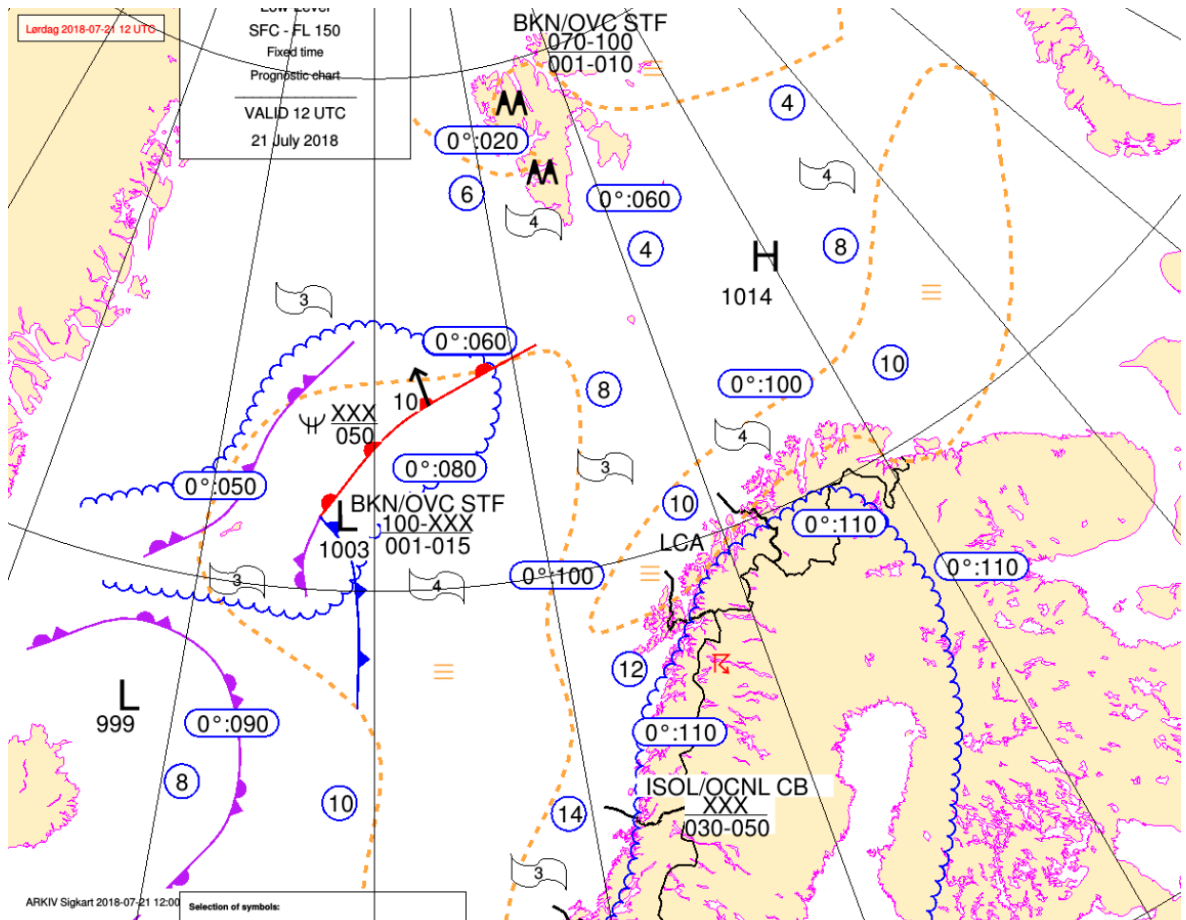 Low Level
Lørdag 2018-07-21 12 UTC
SFC - FL 150
Fixed time
Prognostic chart
VALID 12 UTC
21 July 2018
BKN/OVC STF
070-100
001-010
4
0°:020
4
6
0°:060
4
4
8
H
1014
3
0°:060
10
0°:100
8
10
XXX
050
4
0°:080
3
0°:050
10
BKN/OVC STF
100-XXX
001-015
L
1003
0°:110
LCA
0°:110
3
4
0°:100
12
L
999
0°:090
0°:110
8
10
14
ISOL/OCNL CB
XXX
030-050
3
ARKIV Sigkart 2018-07-21 12:00
Selection of symbols: